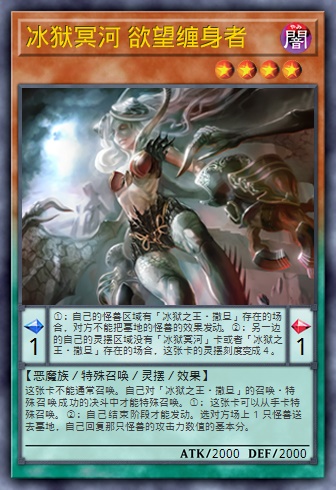 冰狱冥河 欲望缠身者
闇
①：自己的怪兽区域有「冰狱之王·撒旦」存在的场
合，对方不能把墓地的怪兽的效果发动。②：另一
边的自己的灵摆区域没有「冰狱冥河」卡或者「冰狱之
王·撒旦」存在的场合，这张卡的灵摆刻度变成４。
1
1
【恶魔族／特殊召唤／灵摆／效果】
这张卡不能通常召唤。自己对「冰狱之王·撒旦」的召唤·特
殊召唤成功的决斗中才能特殊召唤。①：这张卡可以从手卡特
殊召唤。②：自己结束阶段才能发动。选对方场上１只怪兽送
去墓地，自己回复那只怪兽的攻击力数值的基本分。
ATK/2000 DEF/2000